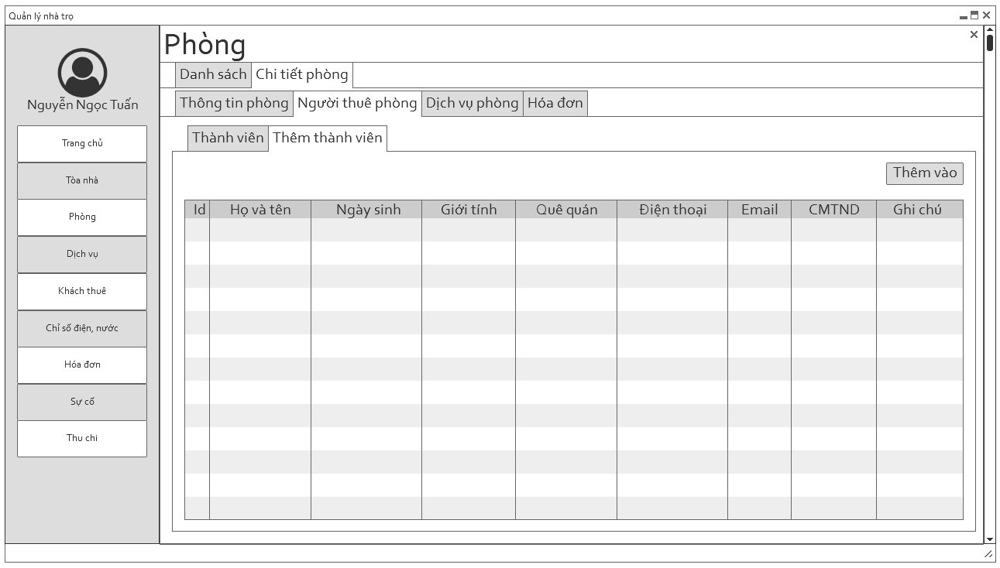 Quản lý nhà trọ
Nguyễn Ngọc Tuấn
Trang chủ
Tòa nhà
Phòng
Dịch vụ
Khách thuê
Chỉ số điện, nước
Hóa đơn
Sự cố
Thu chi
Phòng
Danh sách Chi tiết phòng
Thông tin phòng Người thuê phòng Dịch vụ phòng Hóa đơn
Thành viên Thêm thành viên
Thêm vào
Id Họ và tên Ngày sinh Giới tính Quê quán Điện thoại Email CMTND Ghi chú